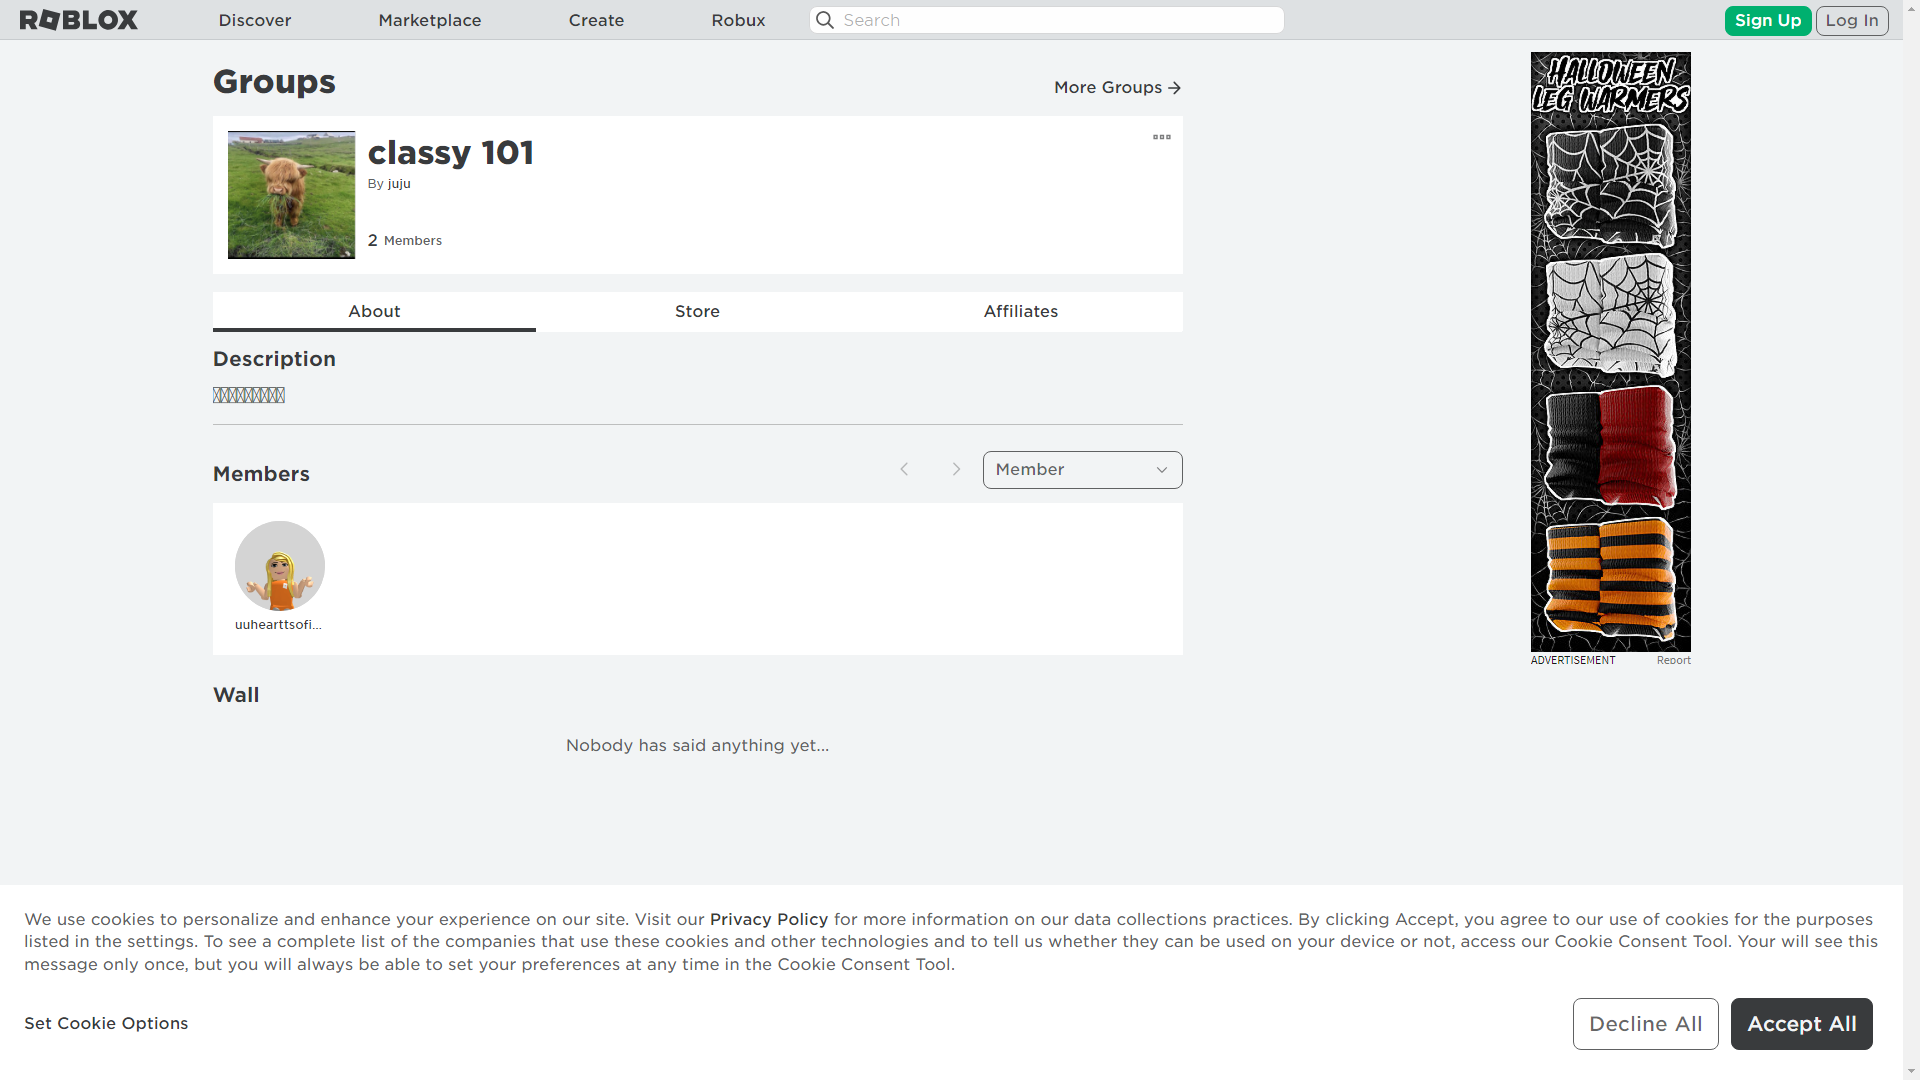 ROBLOX
Discover
Marketplace
Create
Robux
Search
Sign Up
Log In
Groups
More Groups
classy 101
By juju
2 Members
About
Store
Affiliates
Description
Members
Member
uuhearttsofi...
Wall
Nobody has said anything yet...
HALLOWEEN
LEG WARMERS
ADVERTISEMENT
Report
We use cookies to personalize and enhance your experience on our site. Visit our Privacy Policy for more information on our data collections practices. By clicking Accept, you agree to our use of cookies for the purposes
listed in the settings. To see a complete list of the companies that use these cookies and other technologies and to tell us whether they can be used on your device or not, access our Cookie Consent Tool. Your will see this
message only once, but you will always be able to set your preferences at any time in the Cookie Consent Tool.
Set Cookie Options
Decline All
Accept All